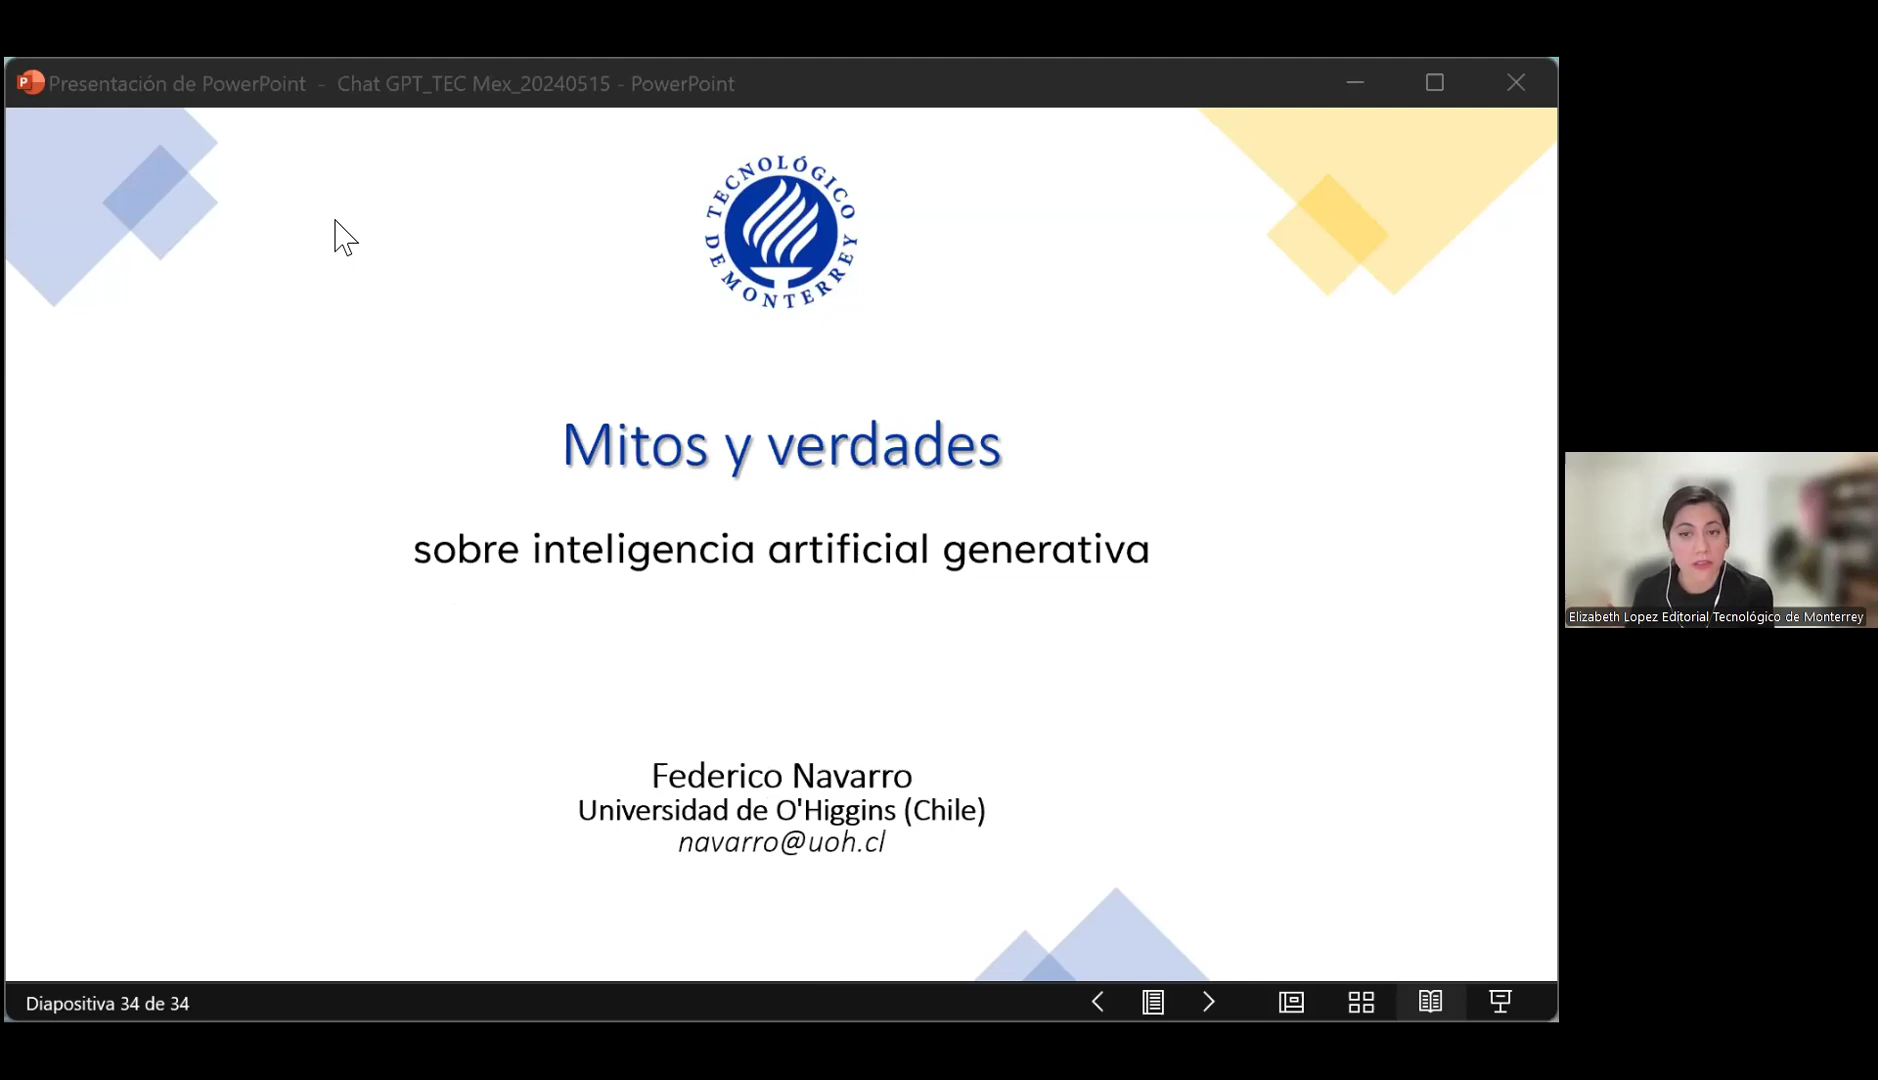 Presentación de PowerPoint - Chat GPT_TEC Mex_20240515 - PowerPoint
TECNOLÓGICO
DE MONTERREY
Mitos y verdades
sobre inteligencia artificial generativa
Federico Navarro
Universidad de O'Higgins (Chile)
navarro@uoh.cl
Elizabeth Lopez Editorial Tecnológico de Monterrey
Diapositiva 34 de 34